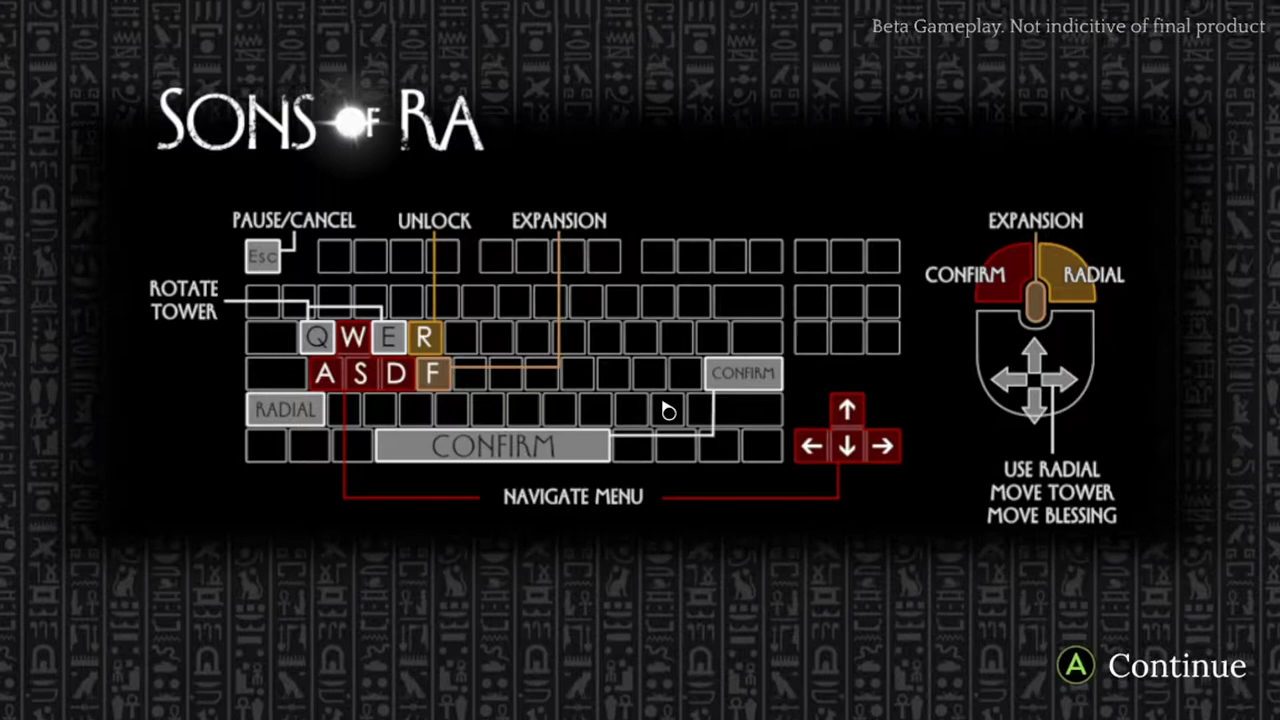 Beta Gameplay. Not indicitive of final product
SONS OF RA
PAUSE/CANCEL
UNLOCK
EXPANSION
EXPANSION
Esc
CONFIRM
RADIAL
ROTATE
TOWER
Q W E R
A S D F
CONFIRM
RADIAL
CONFIRM
NAVIGATE MENU
USE RADIAL
MOVE TOWER
MOVE BLESSING
A Continue